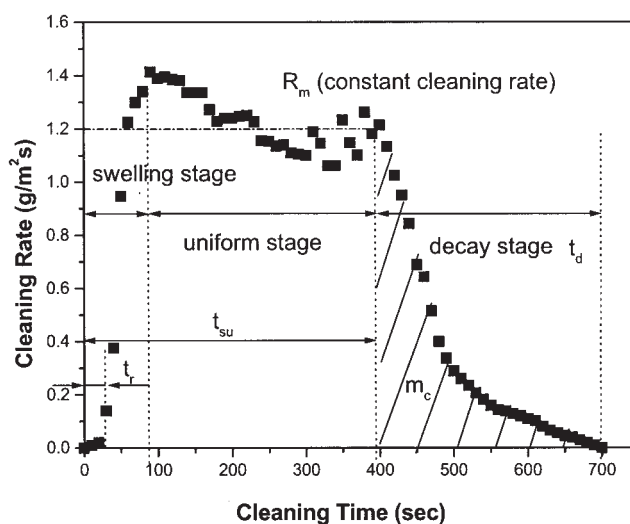 Cleaning Rate (g/m²s)
1.6
1.4
1.2
1.0
0.8
0.6
0.4
0.2
0.0
Rₘ (constant cleaning rate)
swelling stage
uniform stage
decay stage t_d
t_su
t_r
m_c
0 100 200 300 400 500 600 700
Cleaning Time (sec)